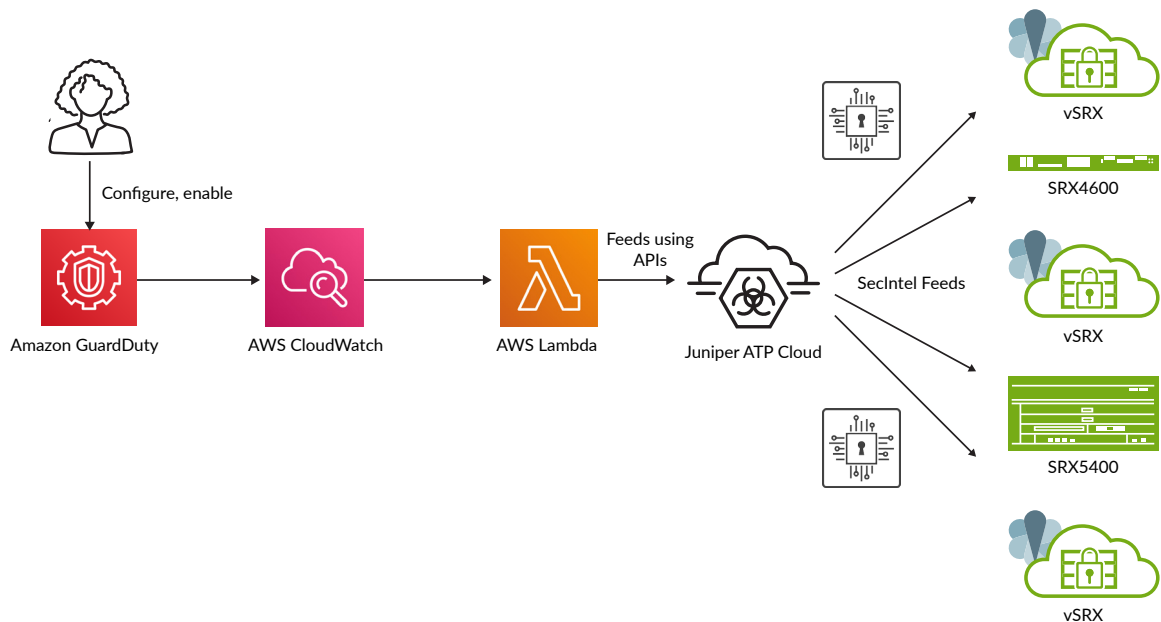 Configure, enable
Amazon GuardDuty
AWS CloudWatch
AWS Lambda
Feeds using
APIs
Juniper ATP Cloud
SecIntel Feeds
vSRX
SRX4600
vSRX
SRX5400
vSRX